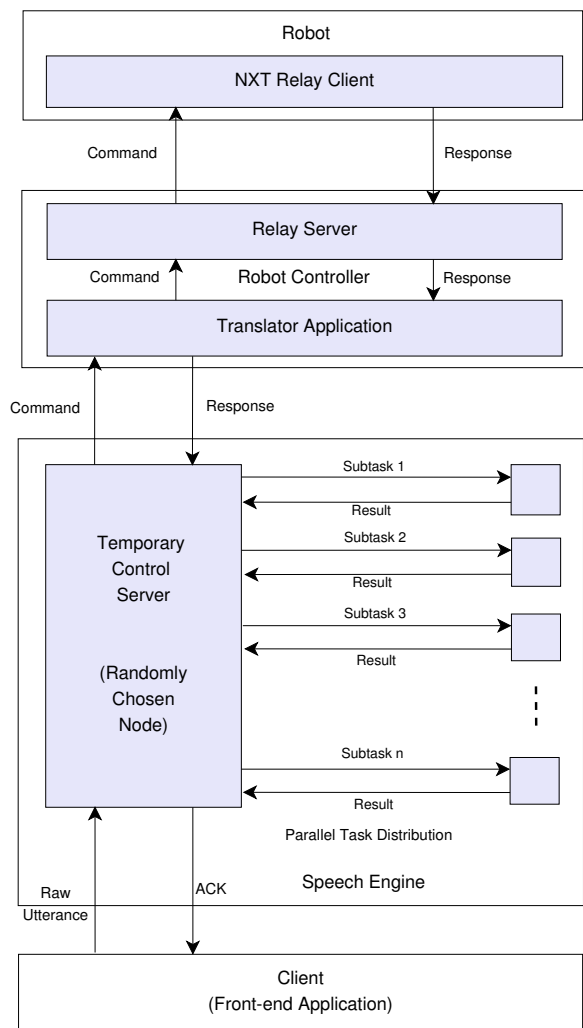 Robot
NXT Relay Client
Command
Response
Relay Server
Command
Robot Controller
Response
Translator Application
Command
Response
Subtask 1
Result
Temporary
Control
Server
(Randomly
Chosen
Node)
Subtask 2
Result
Subtask 3
Result
Subtask n
Result
Parallel Task Distribution
Speech Engine
Raw
Utterance
ACK
Client
(Front-end Application)